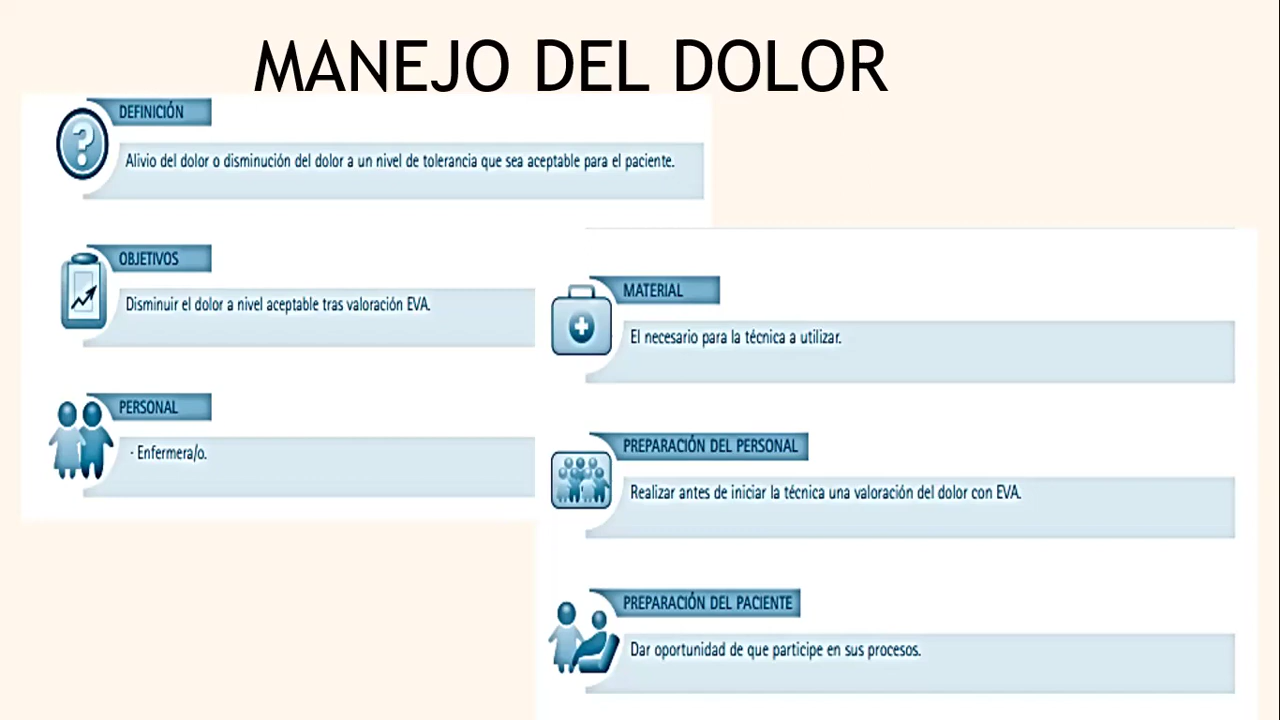 MANEJO DEL DOLOR
DEFINICIÓN
Alivio del dolor o disminución del dolor a un nivel de tolerancia que sea aceptable para el paciente.
OBJETIVOS
Disminuir el dolor a nivel aceptable tras valoración EVA.
PERSONAL
- Enfermera/o.
MATERIAL
El necesario para la técnica a utilizar.
PREPARACIÓN DEL PERSONAL
Realizar antes de iniciar la técnica una valoración del dolor con EVA.
PREPARACIÓN DEL PACIENTE
Dar oportunidad de que participe en sus procesos.